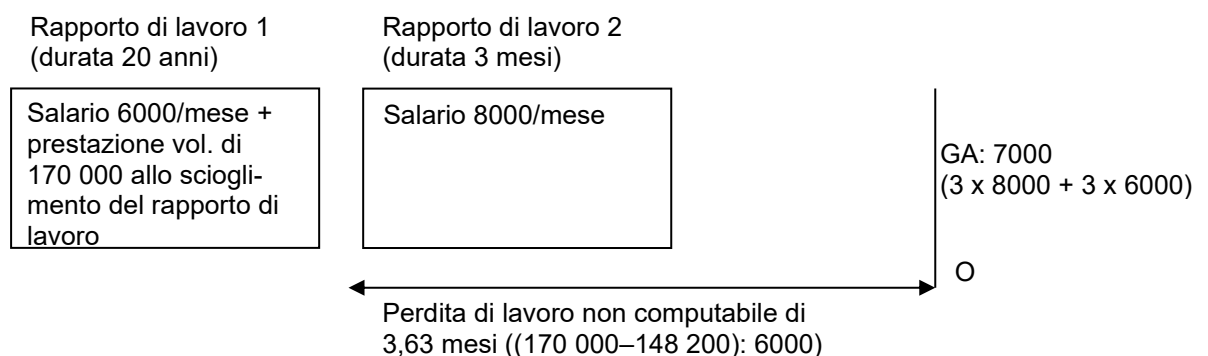 Rapporto di lavoro 1
(durata 20 anni)
Rapporto di lavoro 2
(durata 3 mesi)
Salario 6000/mese +
prestazione vol. di
170 000 allo sciogli-
mento del rapporto di
lavoro
Salario 8000/mese
GA: 7000
(3 x 8000 + 3 x 6000)
O
Perdita di lavoro non computabile di
3,63 mesi ((170 000–148 200): 6000)